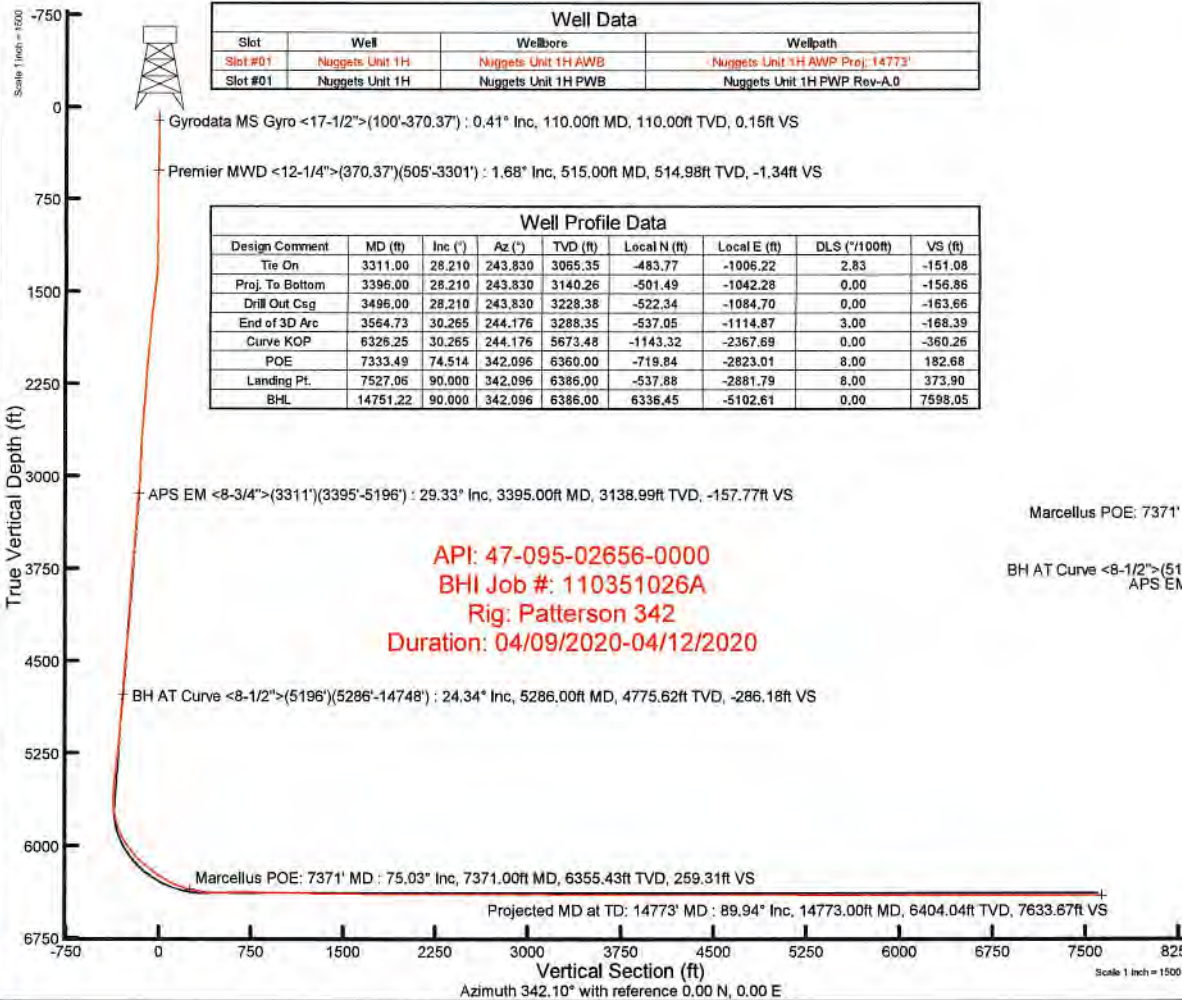 Scale 1 inch = 1500
Well Data
Slot Well Wellbore Wellpath
Slot #01 Nuggets Unit 1H Nuggets Unit 1H AWB Nuggets Unit 1H AWP Proj: 14773'
Slot #01 Nuggets Unit 1H Nuggets Unit 1H PWB Nuggets Unit 1H PWP Rev-A.0
-750
0
Gyrodata MS Gyro <17-1/2">(100'-370.37') : 0.41° Inc, 110.00ft MD, 110.00ft TVD, 0.15ft VS
Premier MWD <12-1/4">(370.37')(505'-3301') : 1.68° Inc, 515.00ft MD, 514.98ft TVD, -1.34ft VS
750
Well Profile Data
Design Comment MD (ft) Inc (°) Az (°) TVD (ft) Local N (ft) Local E (ft) DLS (°/100ft) VS (ft)
Tie On 3311.00 28.210 243.830 3065.35 -483.77 -1006.22 2.83 -151.08
Proj. To Bottom 3396.00 28.210 243.830 3140.26 -501.49 -1042.28 0.00 -156.86
Drill Out Csg 3496.00 28.210 243.830 3228.38 -522.34 -1084.70 0.00 -163.66
End of 3D Arc 3564.73 30.265 244.176 3288.35 -537.05 -1114.87 3.00 -168.39
Curve KOP 6326.25 30.265 244.176 5673.48 -1143.32 -2367.69 0.00 -360.26
POE 7333.49 74.514 342.096 6360.00 -719.84 -2823.01 8.00 182.68
Landing Pt. 7527.06 90.000 342.096 6386.00 -537.88 -2881.79 8.00 373.90
BHL 14751.22 90.000 342.096 6386.00 6336.45 -5102.61 0.00 7598.05
1500
2250
True Vertical Depth (ft)
3000
APS EM <8-3/4">(3311')(3395'-5196') : 29.33° Inc, 3395.00ft MD, 3138.99ft TVD, -157.77ft VS
Marcellus POE: 7371'
API: 47-095-02656-0000
BHI Job #: 110351026A
Rig: Patterson 342
Duration: 04/09/2020-04/12/2020
3750
BH AT Curve <8-1/2">(51
APS EM
4500
BH AT Curve <8-1/2">(5196')(5286'-14748') : 24.34° Inc, 5286.00ft MD, 4775.62ft TVD, -286.18ft VS
5250
6000
Marcellus POE: 7371' MD : 75.03° Inc, 7371.00ft MD, 6355.43ft TVD, 259.31ft VS
Projected MD at TD: 14773' MD : 89.94° Inc, 14773.00ft MD, 6404.04ft TVD, 7633.67ft VS
6750
-750 0 750 1500 2250 3000 3750 4500 5250 6000 6750 7500 825
Vertical Section (ft)
Scale 1 inch = 1500
Azimuth 342.10° with reference 0.00 N, 0.00 E